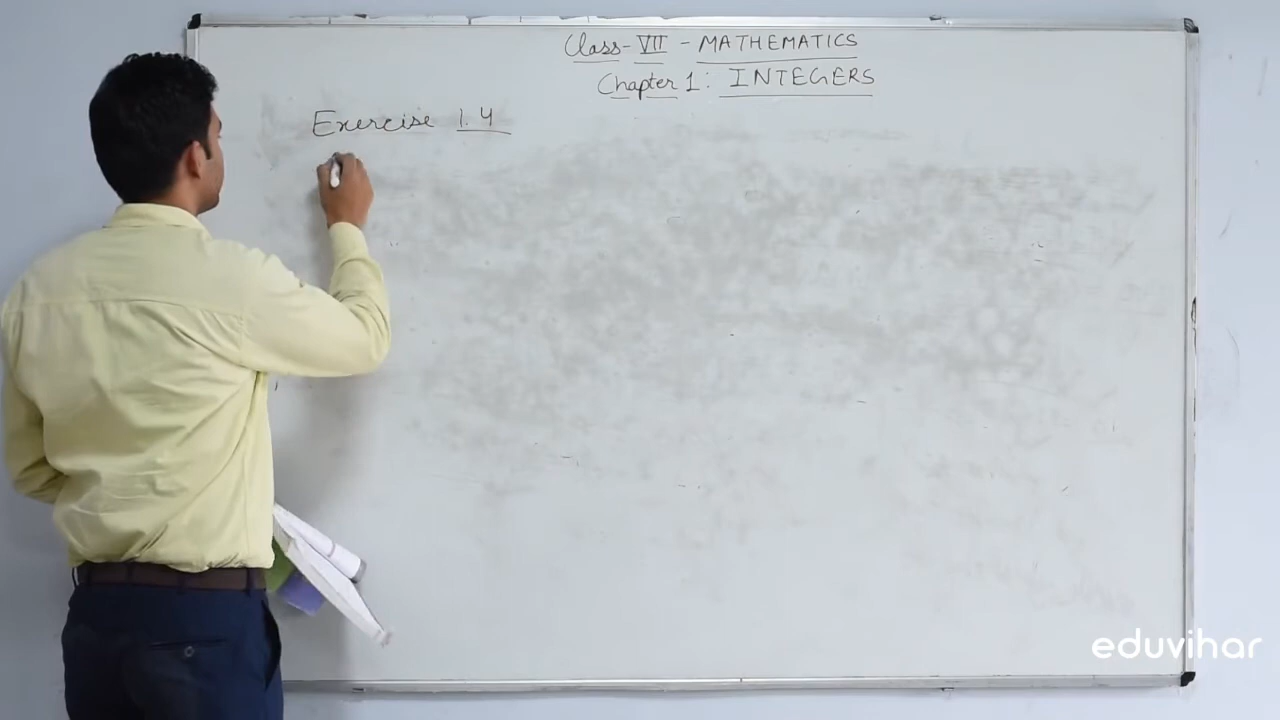 Class-VII - MATHEMATICS
Chapter 1: INTEGERS
Exercise 1.4
eduvihar